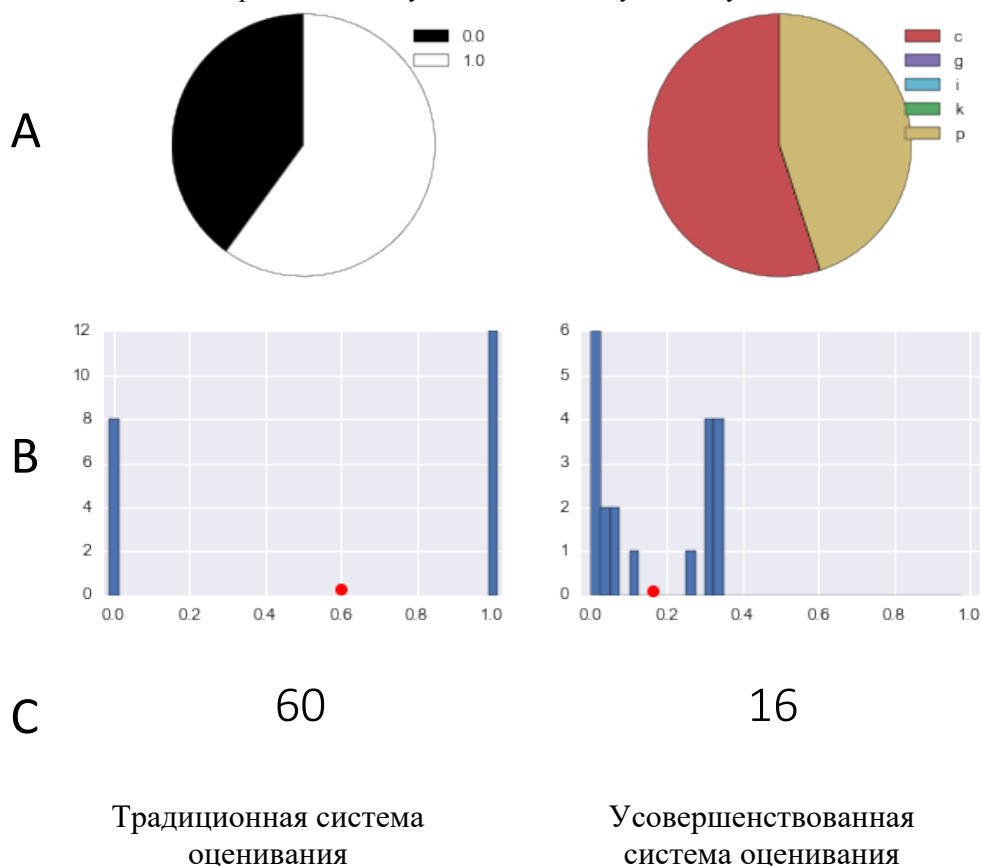 A
0.0
1.0
c
g
i
k
p
B
12
10
8
6
4
2
0
0.0 0.2 0.4 0.6 0.8 1.0
6
5
4
3
2
1
0
0.0 0.2 0.4 0.6 0.8 1.0
C
60
16
Традиционная система
оценивания
Усовершенствованная
система оценивания